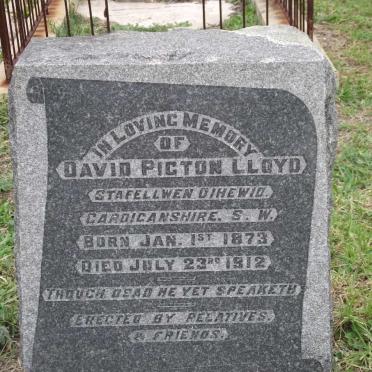 IN LOVING MEMORY
OF
DAVID PICTON LLOYD
STAFELLWEN DIHEWID
CARDIGANSHIRE. S. W.
BORN JAN. 1ST 1873
DIED JULY 23RD 1912
THOUGH DEAD HE YET SPEAKETH
ERECTED BY RELATIVES.
& FRIENDS.